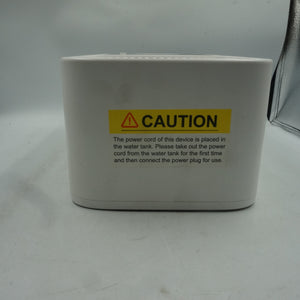 CAUTION
The power cord of this device is placed in
the water tank. Please take out the power
cord from the water tank for the first time
and then connect the power plug for use.